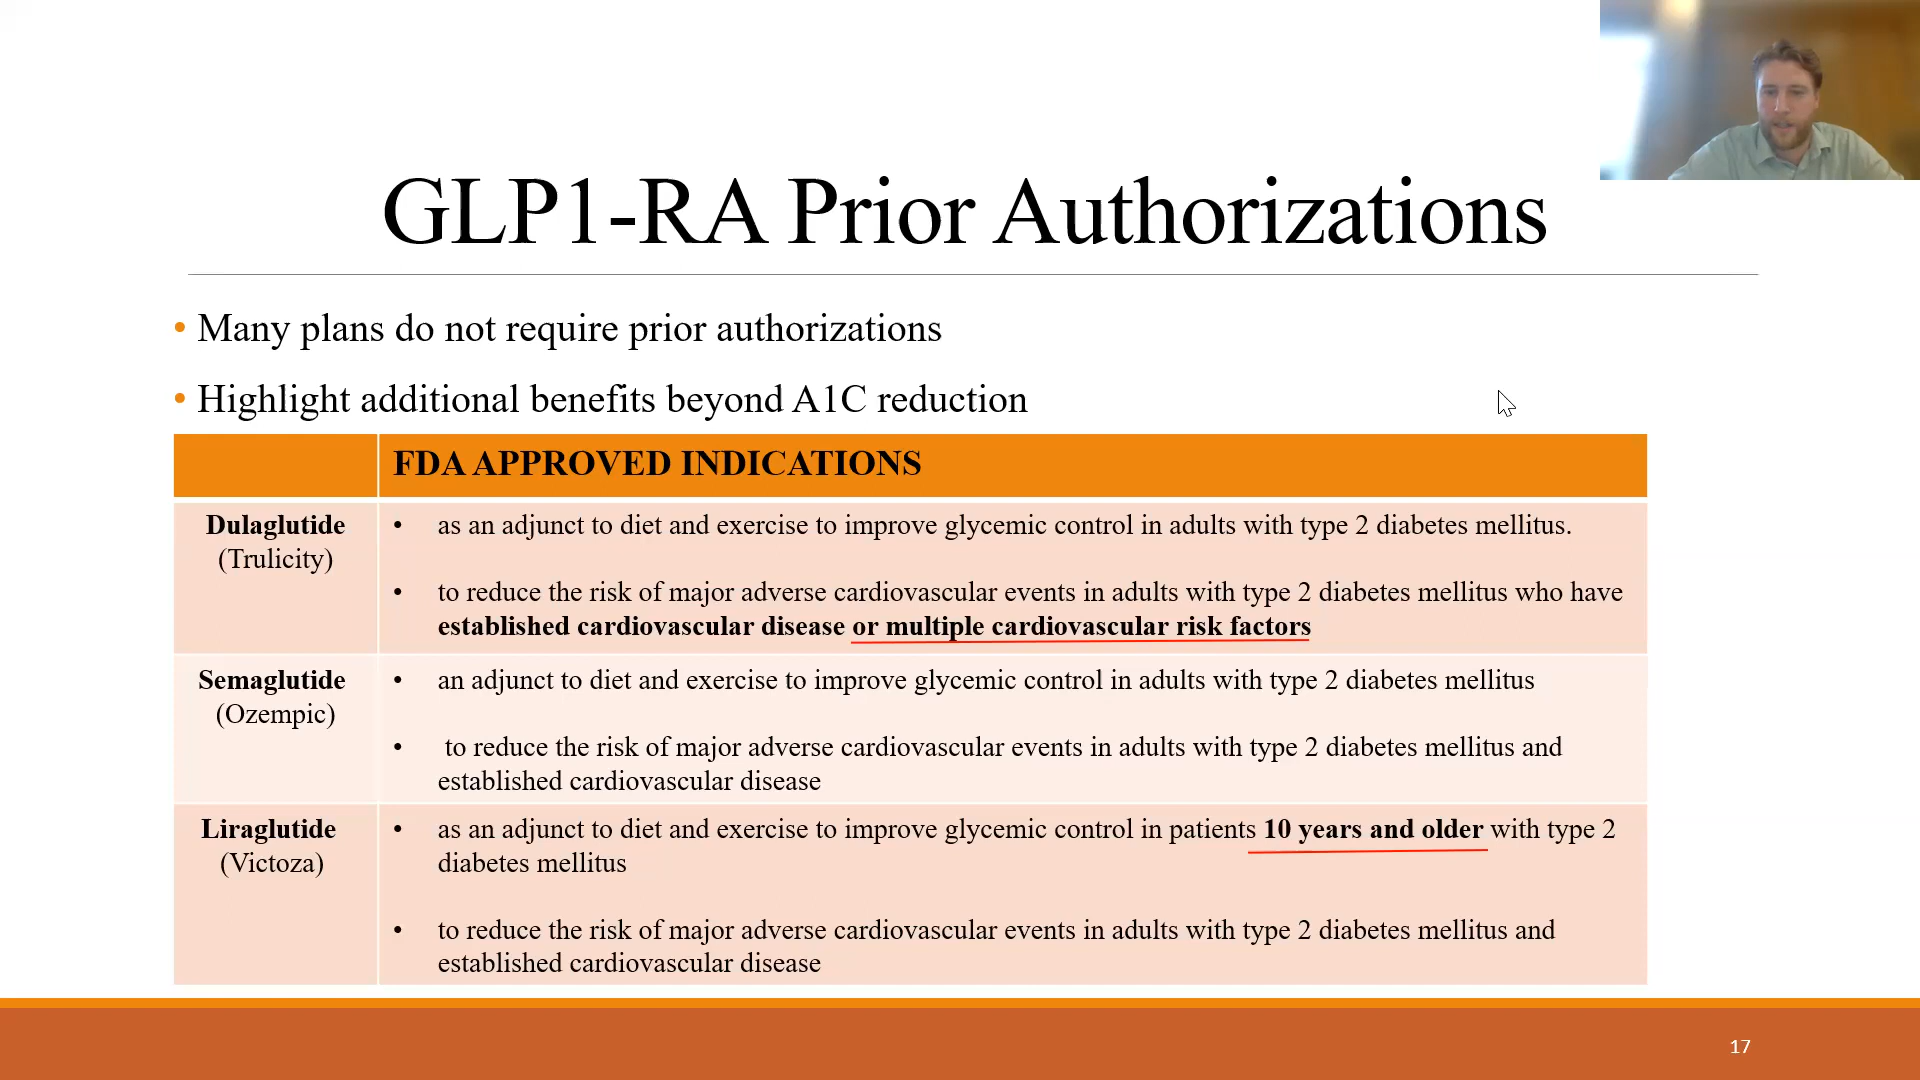 GLP1-RA Prior Authorizations
• Many plans do not require prior authorizations
• Highlight additional benefits beyond A1C reduction
FDA APPROVED INDICATIONS
Dulaglutide
(Trulicity)
• as an adjunct to diet and exercise to improve glycemic control in adults with type 2 diabetes mellitus.
• to reduce the risk of major adverse cardiovascular events in adults with type 2 diabetes mellitus who have
established cardiovascular disease or multiple cardiovascular risk factors
Semaglutide
(Ozempic)
• an adjunct to diet and exercise to improve glycemic control in adults with type 2 diabetes mellitus
• to reduce the risk of major adverse cardiovascular events in adults with type 2 diabetes mellitus and
established cardiovascular disease
Liraglutide
(Victoza)
• as an adjunct to diet and exercise to improve glycemic control in patients 10 years and older with type 2
diabetes mellitus
• to reduce the risk of major adverse cardiovascular events in adults with type 2 diabetes mellitus and
established cardiovascular disease
17